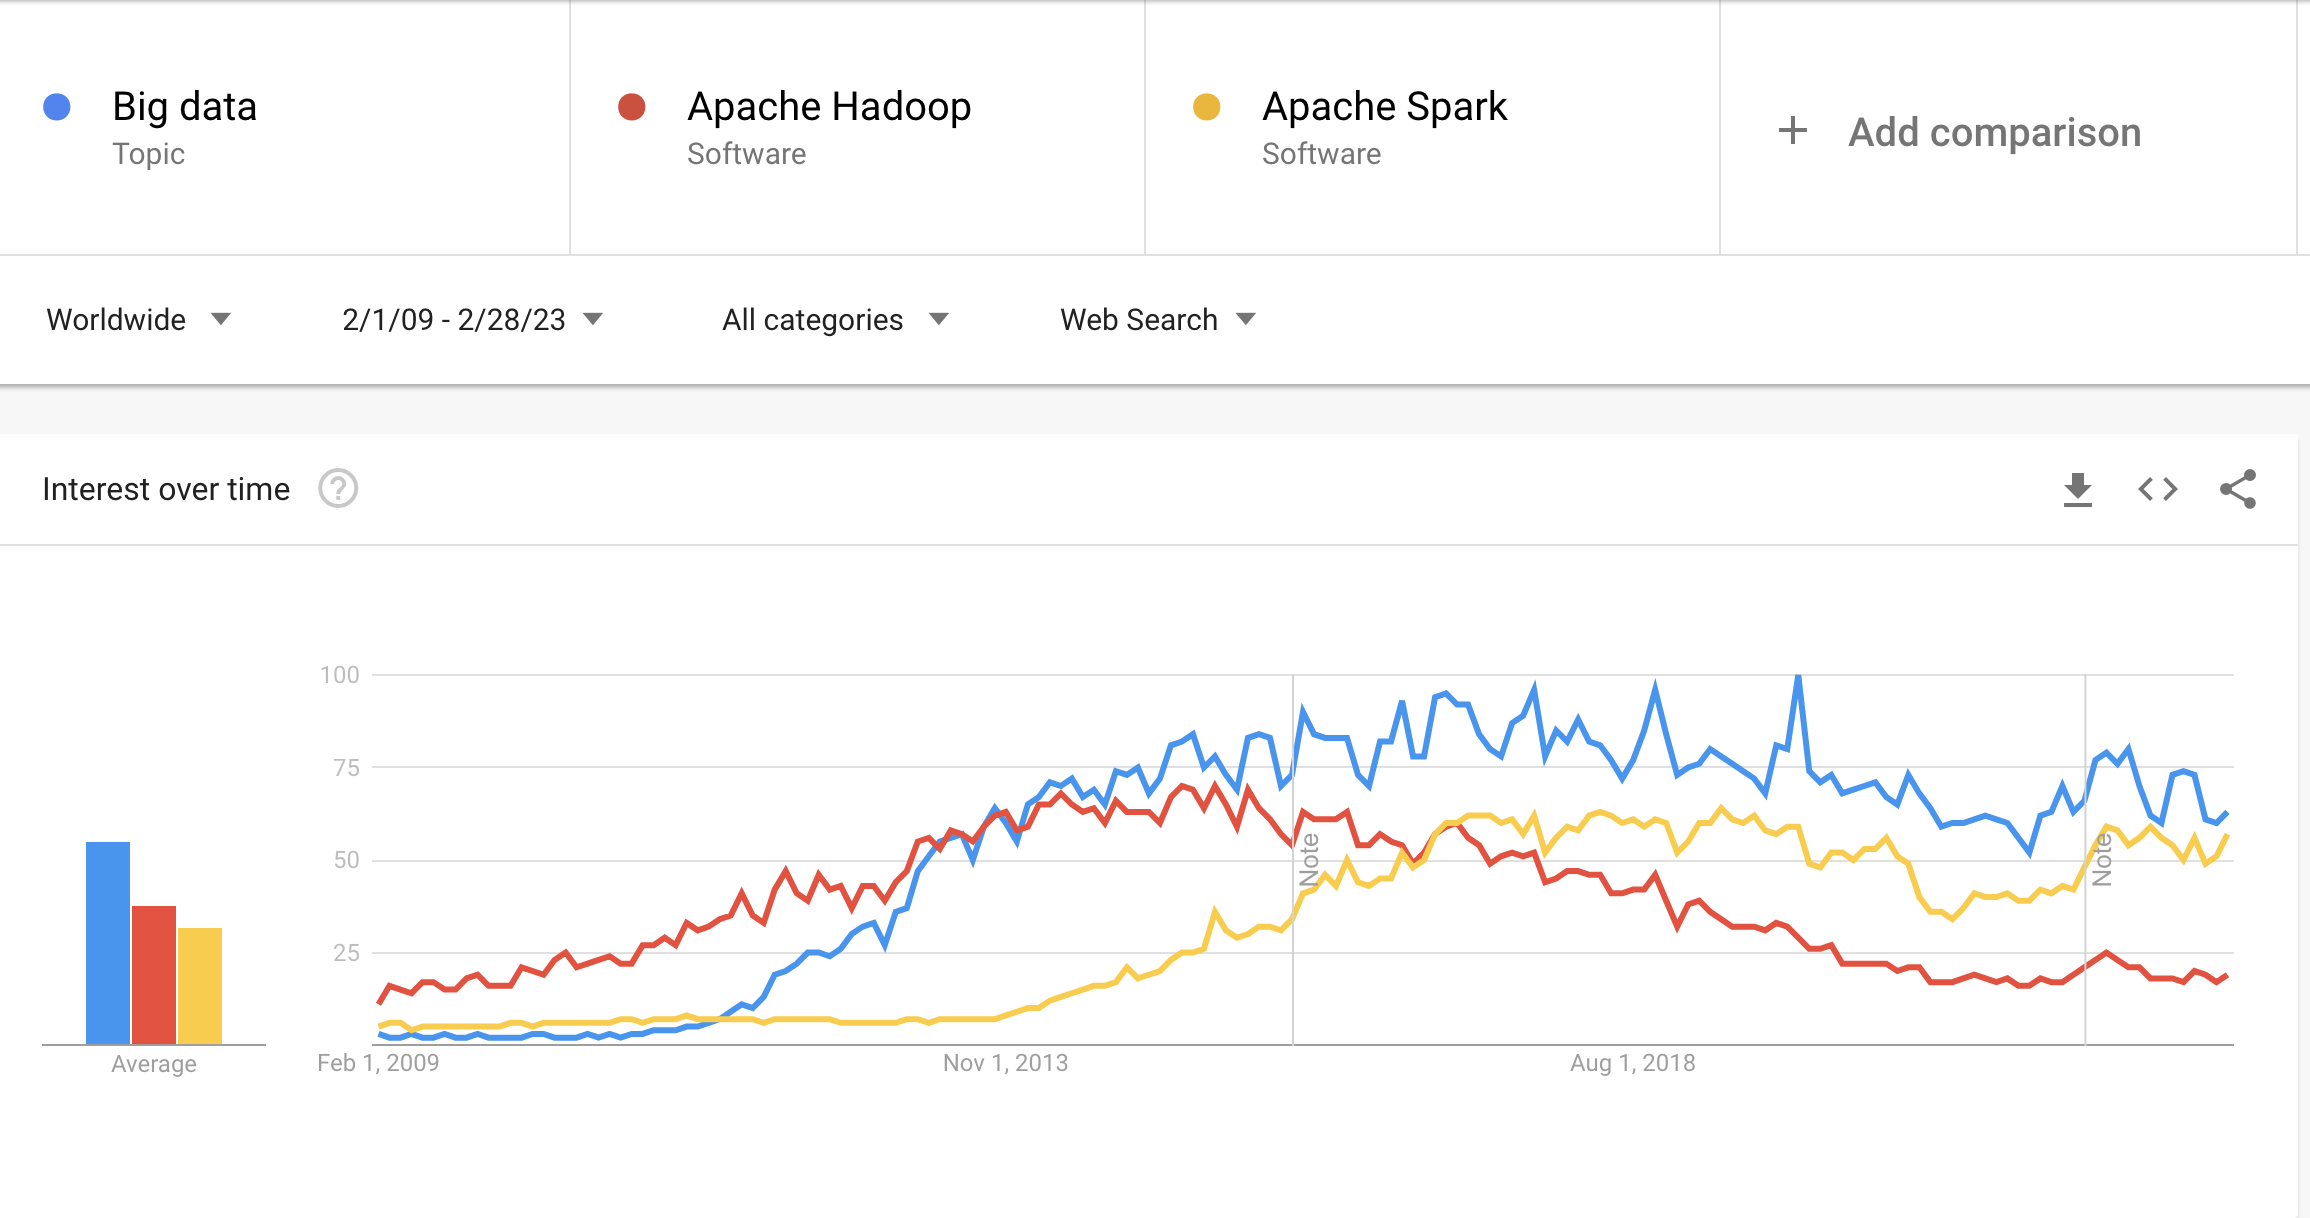 Big data
Topic
Apache Hadoop
Software
Apache Spark
Software
+ Add comparison
Worldwide
2/1/09 - 2/28/23
All categories
Web Search
Interest over time
?
100
75
50
25
Note
Note
Average
Feb 1, 2009
Nov 1, 2013
Aug 1, 2018